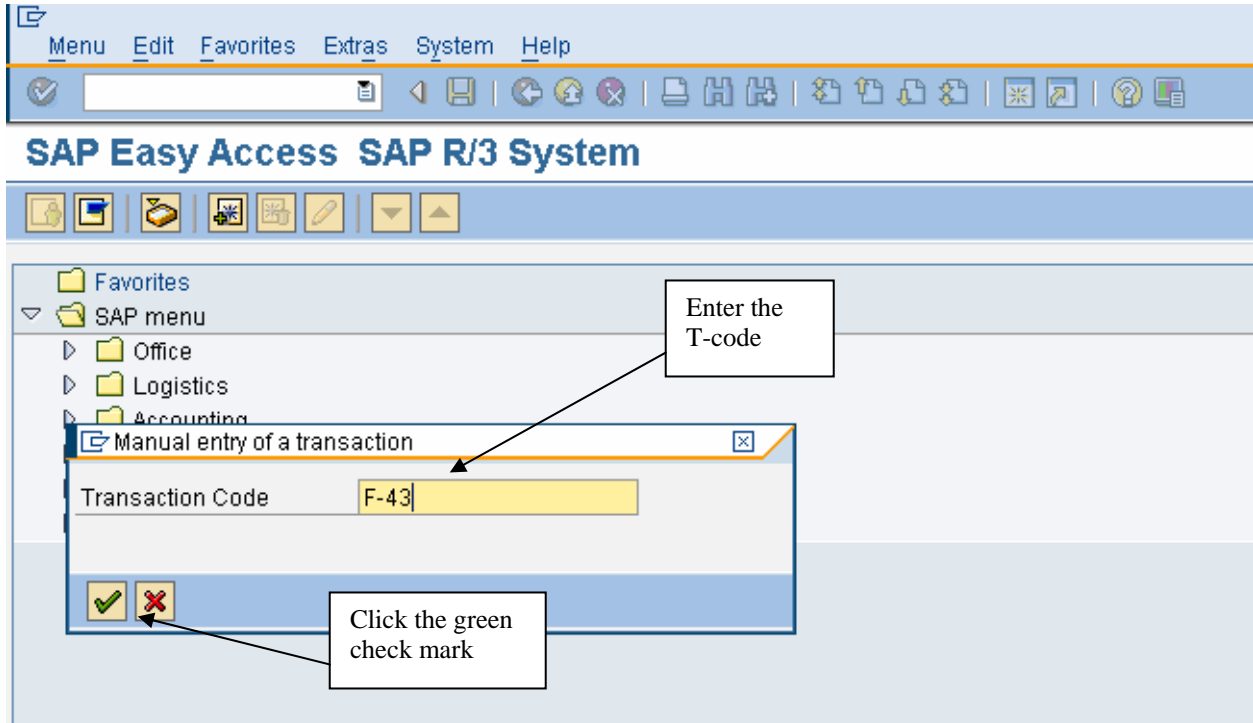 Menu Edit Favorites Extras System Help
SAP Easy Access SAP R/3 System
Favorites
SAP menu
Office
Logistics
Accounting
Enter the
T-code
Manual entry of a transaction
Transaction Code F-43
Click the green
check mark